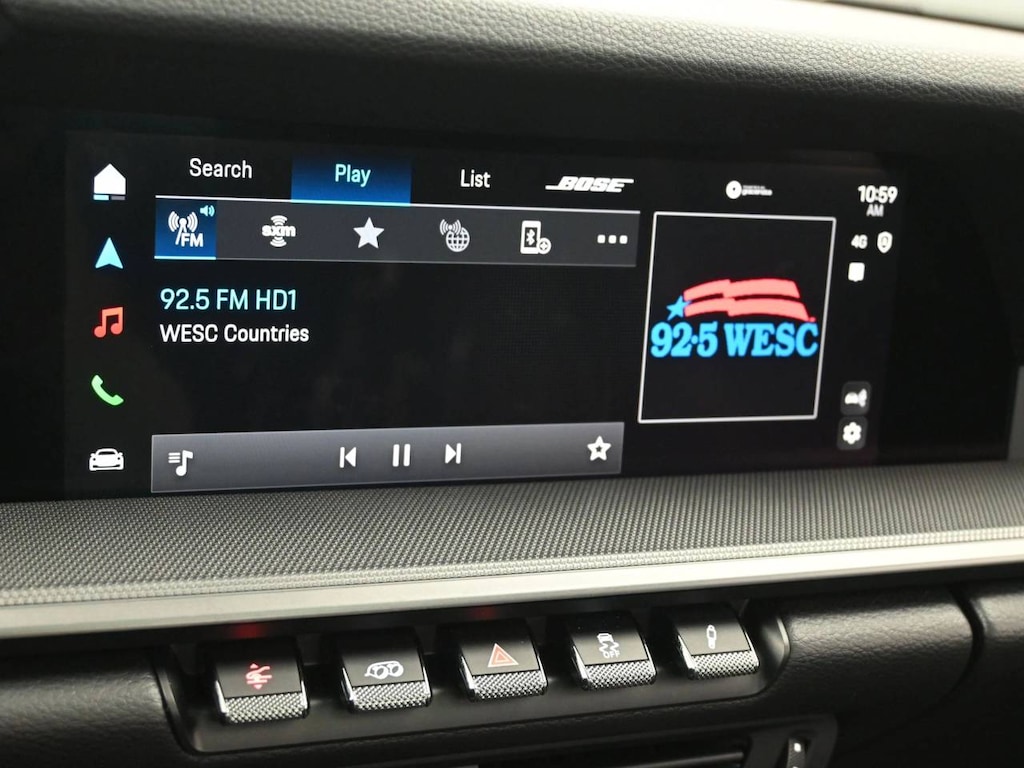 Search
Play
List
BOSE
10:59
AM
FM
sxm
4G
92.5 FM HD1
WESC Countries
92·5 WESC
OFF